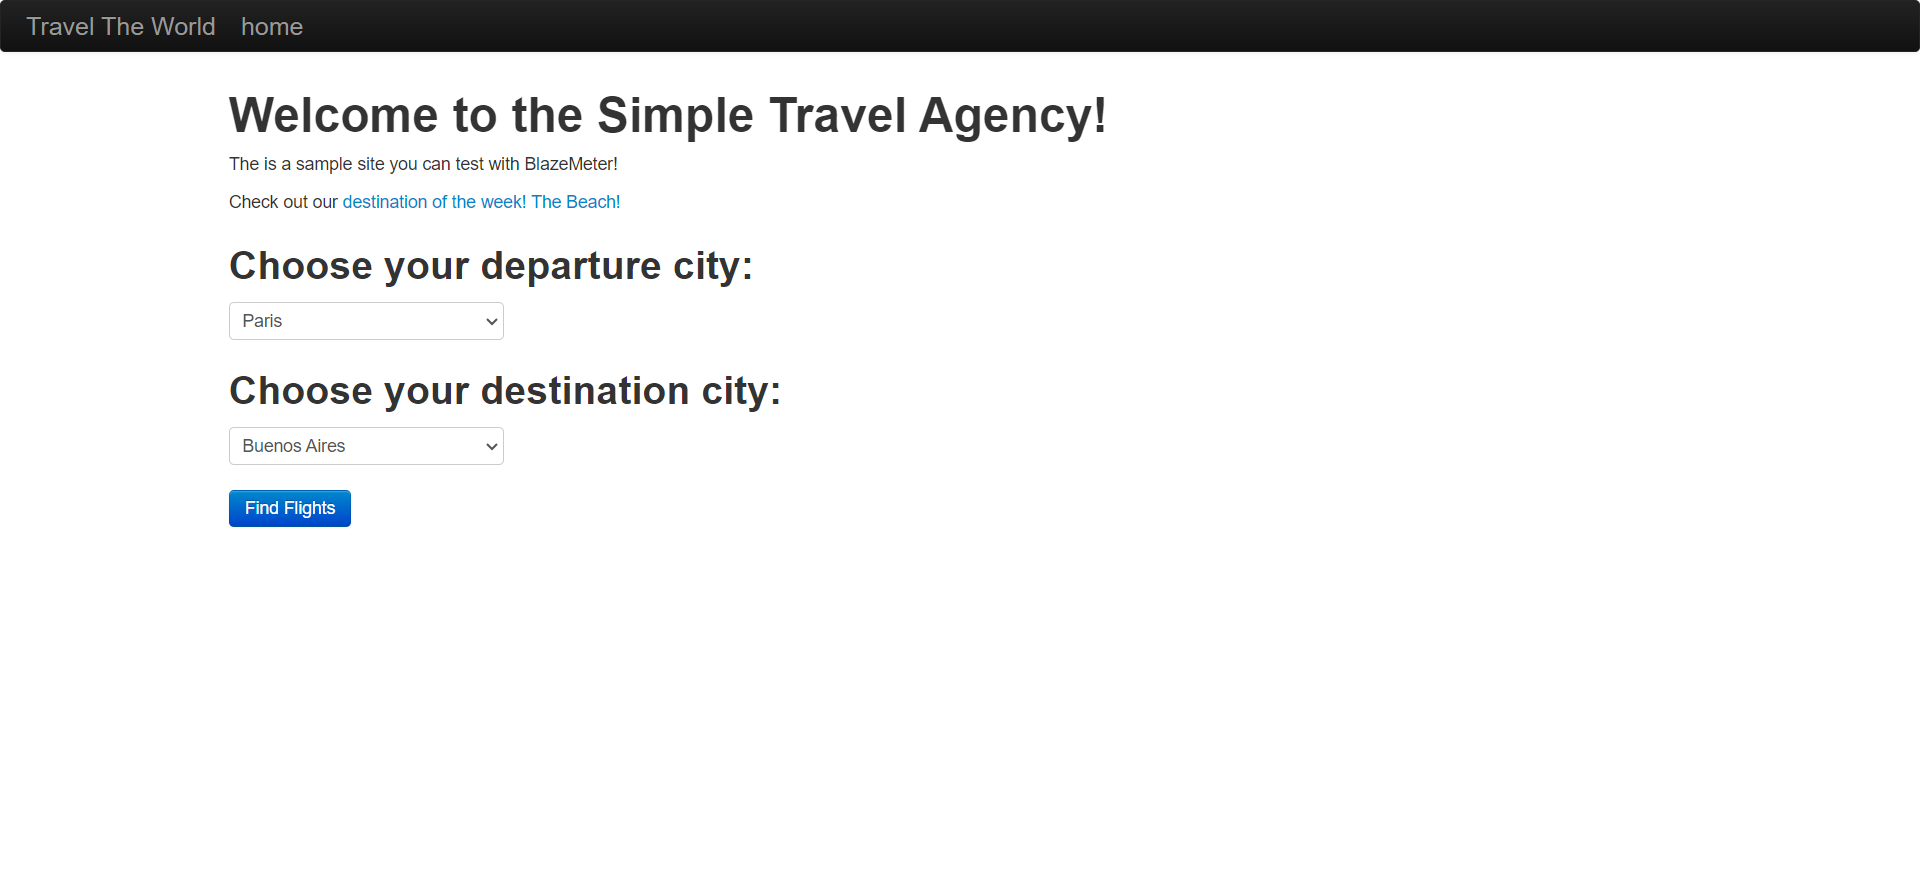 Travel The World home
Welcome to the Simple Travel Agency!
The is a sample site you can test with BlazeMeter!
Check out our destination of the week! The Beach!
Choose your departure city:
Paris
Choose your destination city:
Buenos Aires
Find Flights